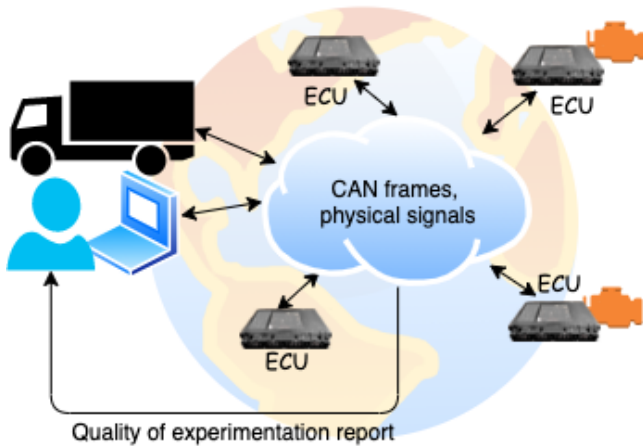 ECU
ECU
CAN frames,
physical signals
ECU
ECU
Quality of experimentation report